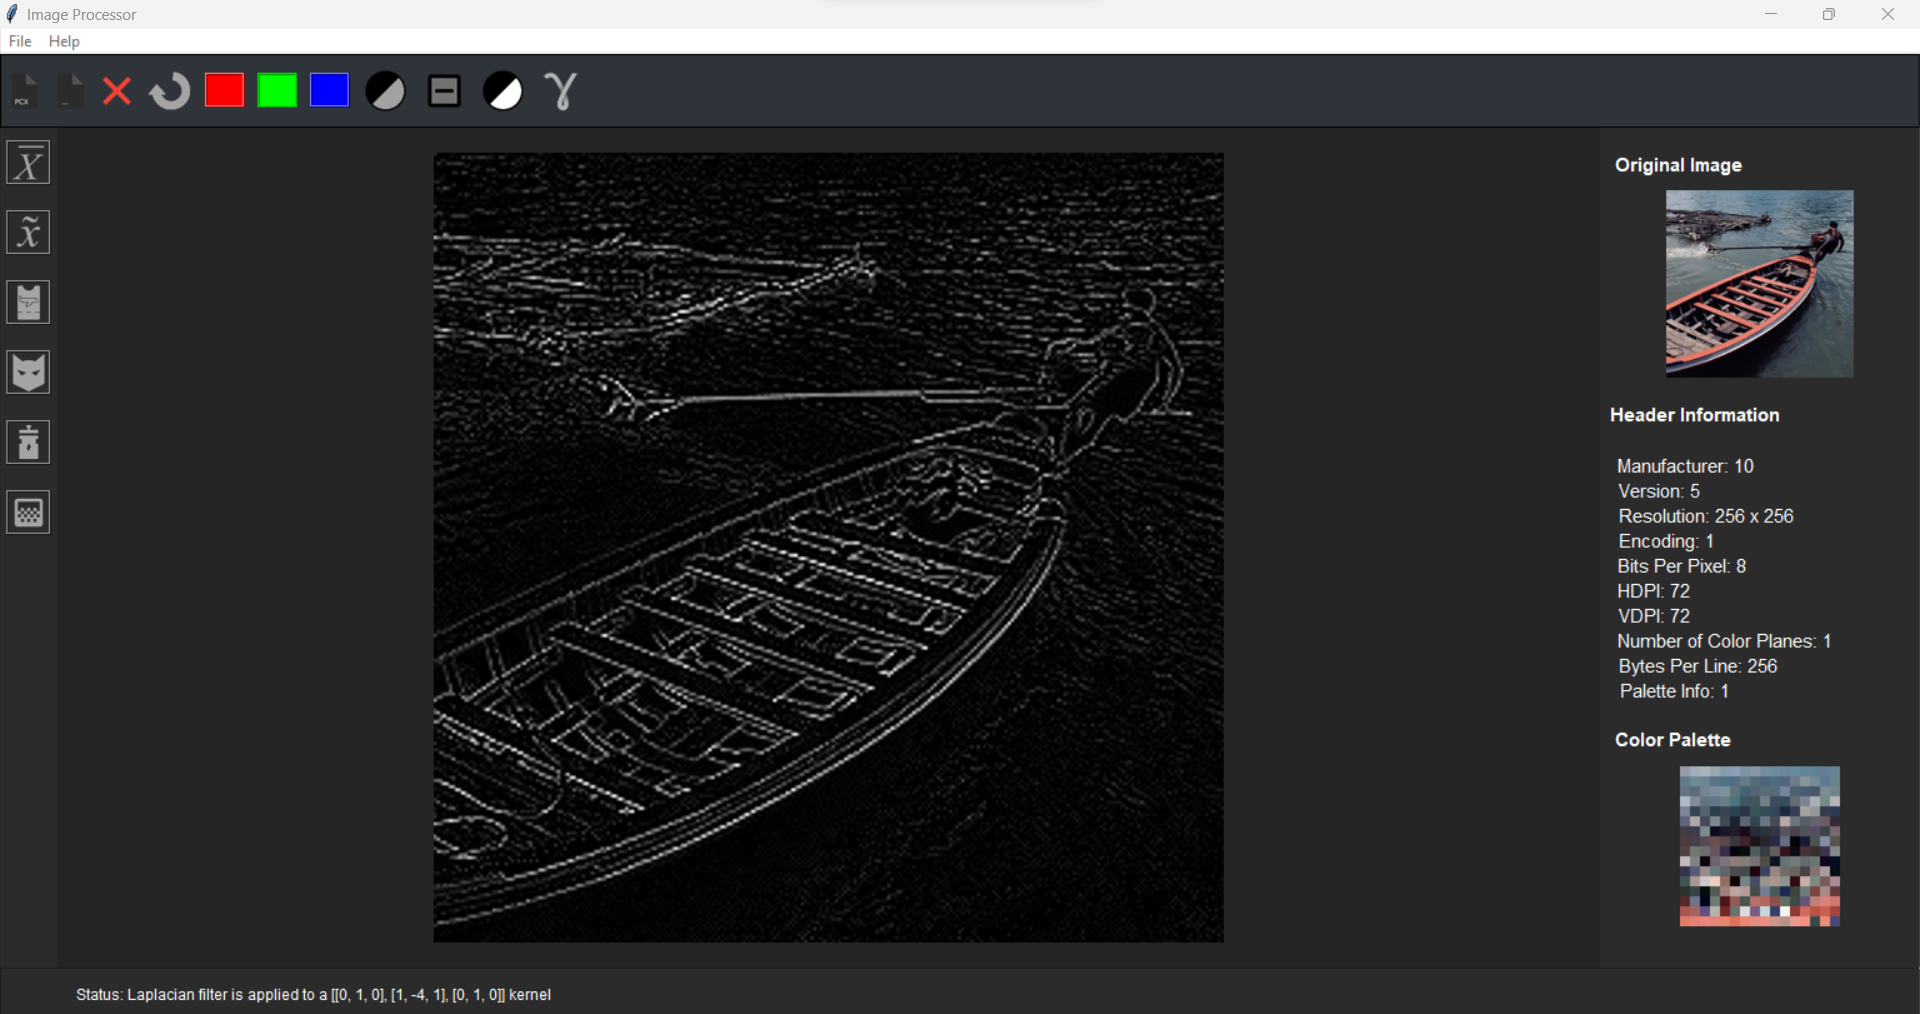 Image Processor
File Help
PCX
X
x
γ
Original Image
Header Information
Manufacturer: 10
Version: 5
Resolution: 256 x 256
Encoding: 1
Bits Per Pixel: 8
HDPI: 72
VDPI: 72
Number of Color Planes: 1
Bytes Per Line: 256
Palette Info: 1
Color Palette
Status: Laplacian filter is applied to a [[0, 1, 0], [1, -4, 1], [0, 1, 0]] kernel